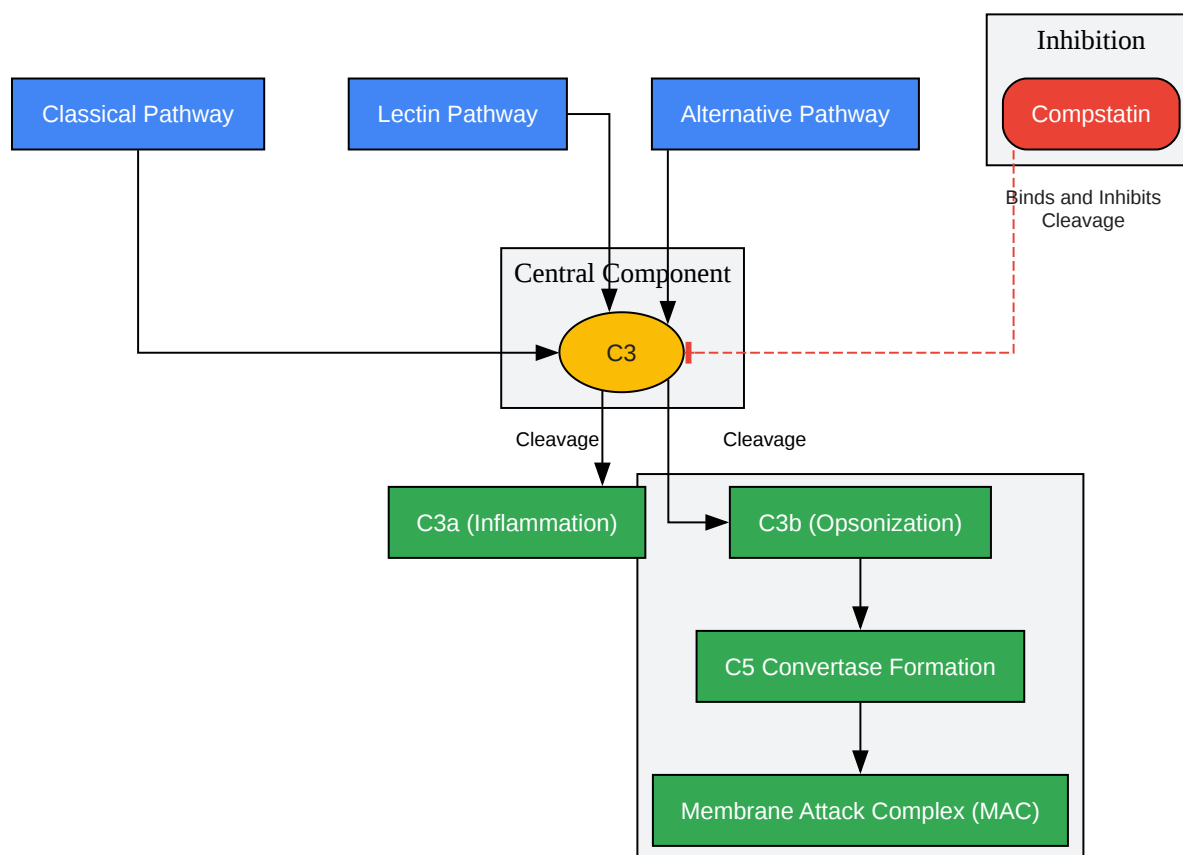 Inhibition
Classical Pathway
Lectin Pathway
Alternative Pathway
Compstatin
Binds and Inhibits
Cleavage
Central Component
C3
Cleavage
Cleavage
C3a (Inflammation)
C3b (Opsonization)
C5 Convertase Formation
Membrane Attack Complex (MAC)